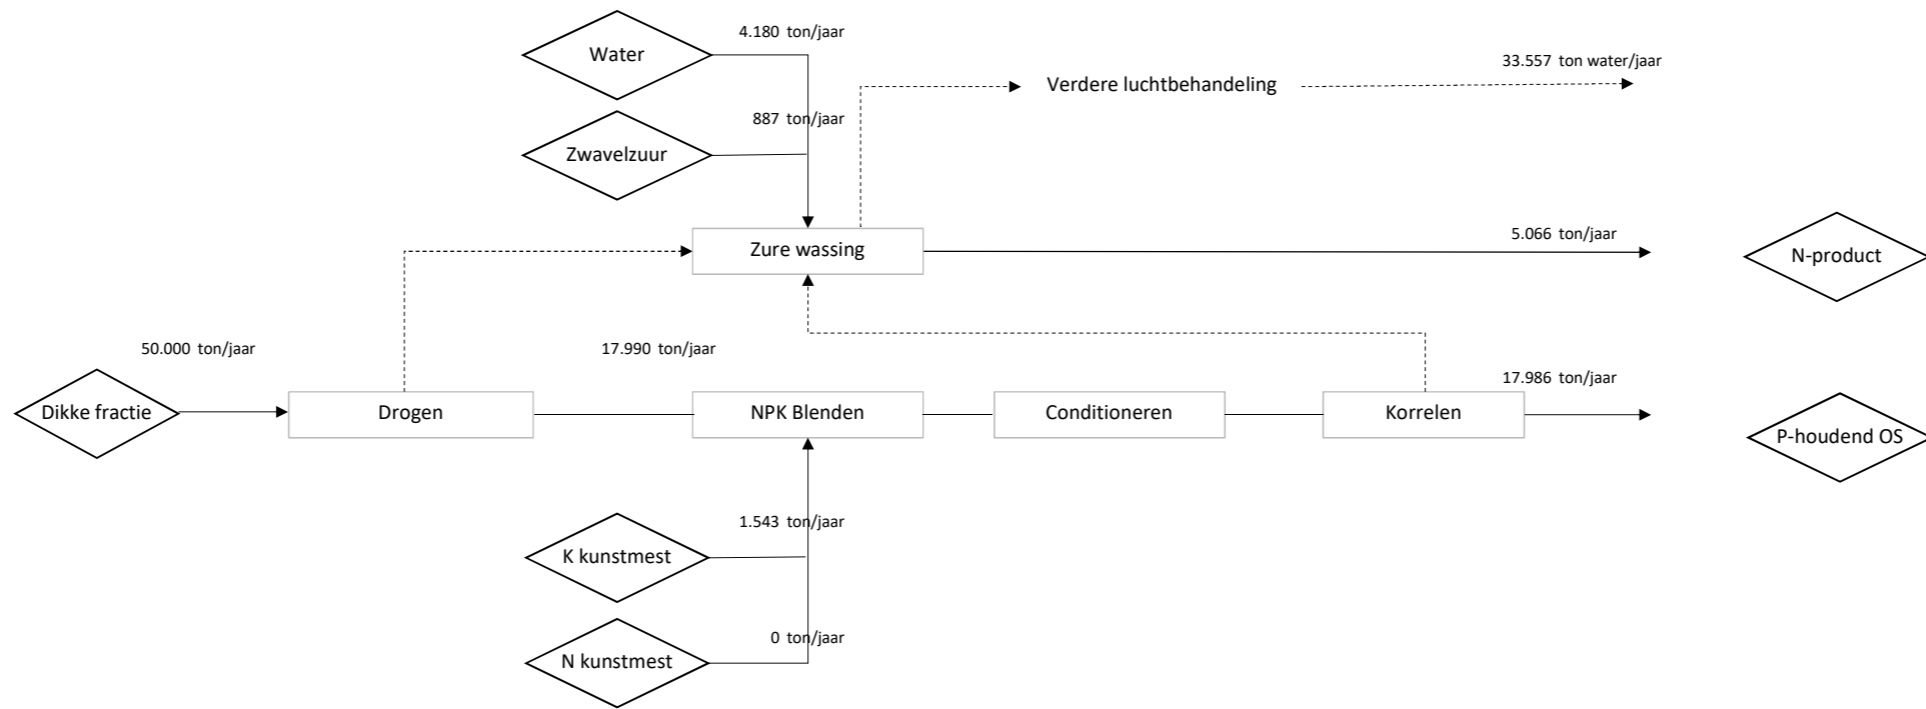 4.180 ton/jaar
Water
33.557 ton water/jaar
Verdere luchtbehandeling
887 ton/jaar
Zwavelzuur
Zure wassing
5.066 ton/jaar
N-product
50.000 ton/jaar
17.990 ton/jaar
17.986 ton/jaar
Dikke fractie
Drogen
NPK Blenden
Conditioneren
Korrelen
P-houdend OS
1.543 ton/jaar
K kunstmest
0 ton/jaar
N kunstmest